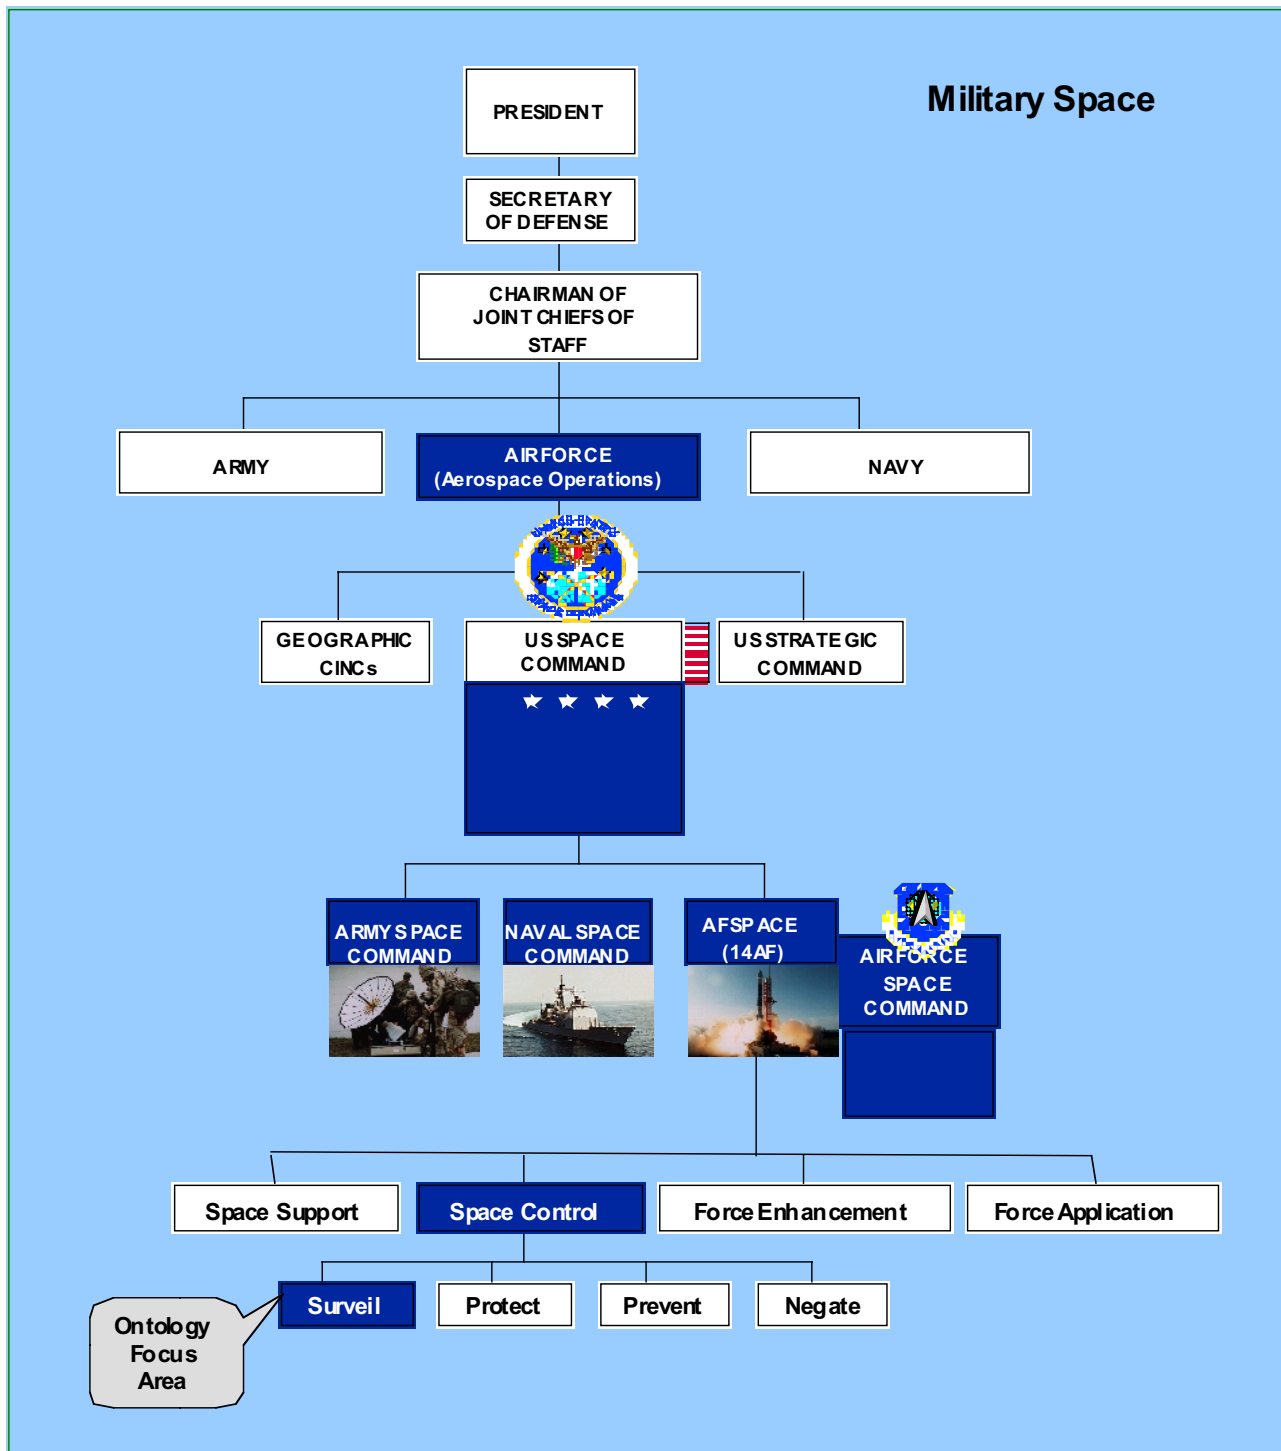 Military Space
PRESIDENT
SECRETARY
OF DEFENSE
CHAIRMAN OF
JOINT CHIEFS OF
STAFF
ARMY
AIRFORCE
(Aerospace Operations)
NAVY
GEOGRAPHIC
CINCs
US SPACE
COMMAND
US STRATEGIC
COMMAND
ARMY SPACE
COMMAND
NAVAL SPACE
COMMAND
AFSPACE
(14AF)
AIRFORCE
SPACE
COMMAND
Space Support
Space Control
Force Enhancement
Force Application
Surveil
Protect
Prevent
Negate
Ontology
Focus
Area